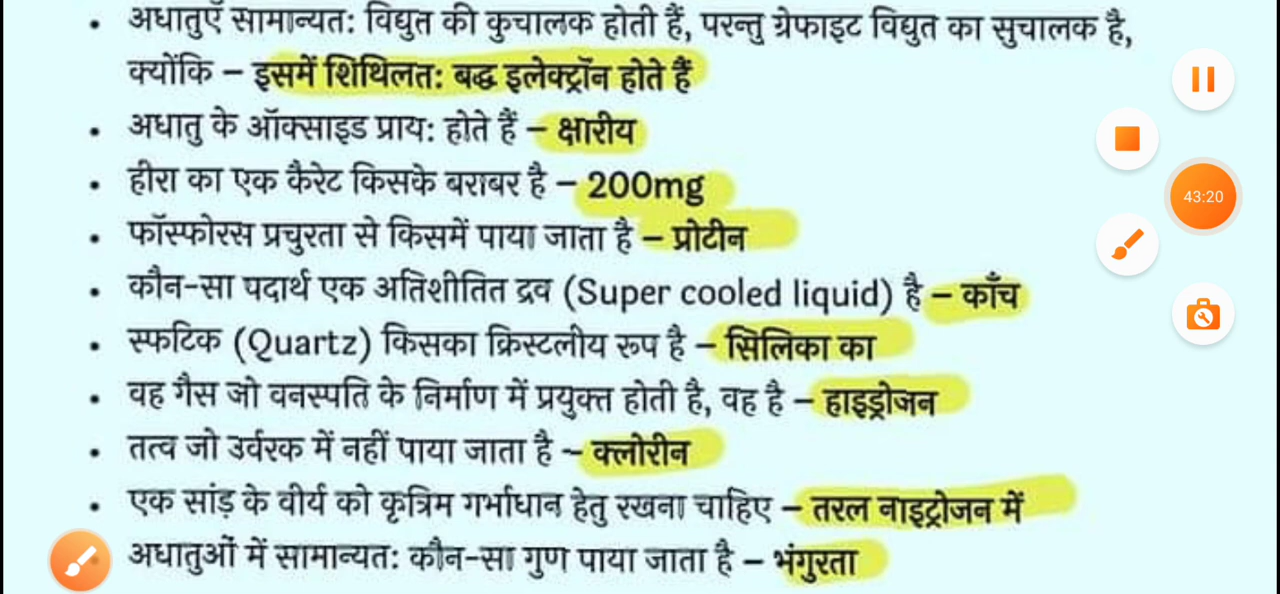 • अधातुएँ सामान्यत: विद्युत की कुचालक होती हैं, परन्तु ग्रेफाइट विद्युत का सुचालक है,
क्योंकि – इसमें शिथिलत: बद्ध इलेक्ट्रॉन होते हैं
• अधातु के ऑक्साइड प्राय: होते हैं – क्षारीय
• हीरा का एक कैरेट किसके बराबर है – 200mg
• फॉस्फोरस प्रचुरता से किसमें पाया जाता है – प्रोटीन
• कौन-सा पदार्थ एक अतिशीतित द्रव (Super cooled liquid) है – काँच
• स्फटिक (Quartz) किसका क्रिस्टलीय रूप है – सिलिका का
• वह गैस जो वनस्पति के निर्माण में प्रयुक्त होती है, वह है – हाइड्रोजन
• तत्व जो उर्वरक में नहीं पाया जाता है – क्लोरीन
• एक सांड़ के वीर्य को कृत्रिम गर्भाधान हेतु रखना चाहिए – तरल नाइट्रोजन में
अधातुओं में सामान्यत: कौन-सा गुण पाया जाता है – भंगुरता
43:20